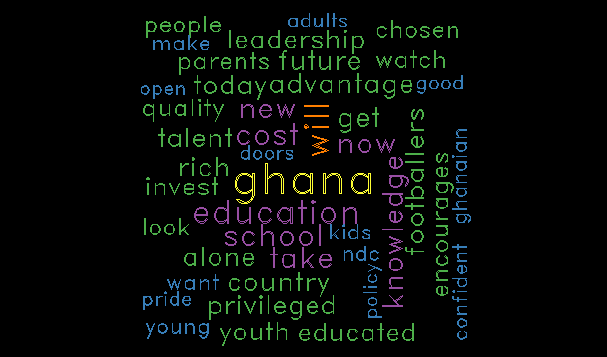 people adults chosen
make leadership
parents future watch
open today advantage good
quality new will get
talent cost now
doors
rich ghana
invest
education
look school kids
alone take ndc
knowledge footballers encourages ghanaian
want country policy confident
pride privileged
young youth educated